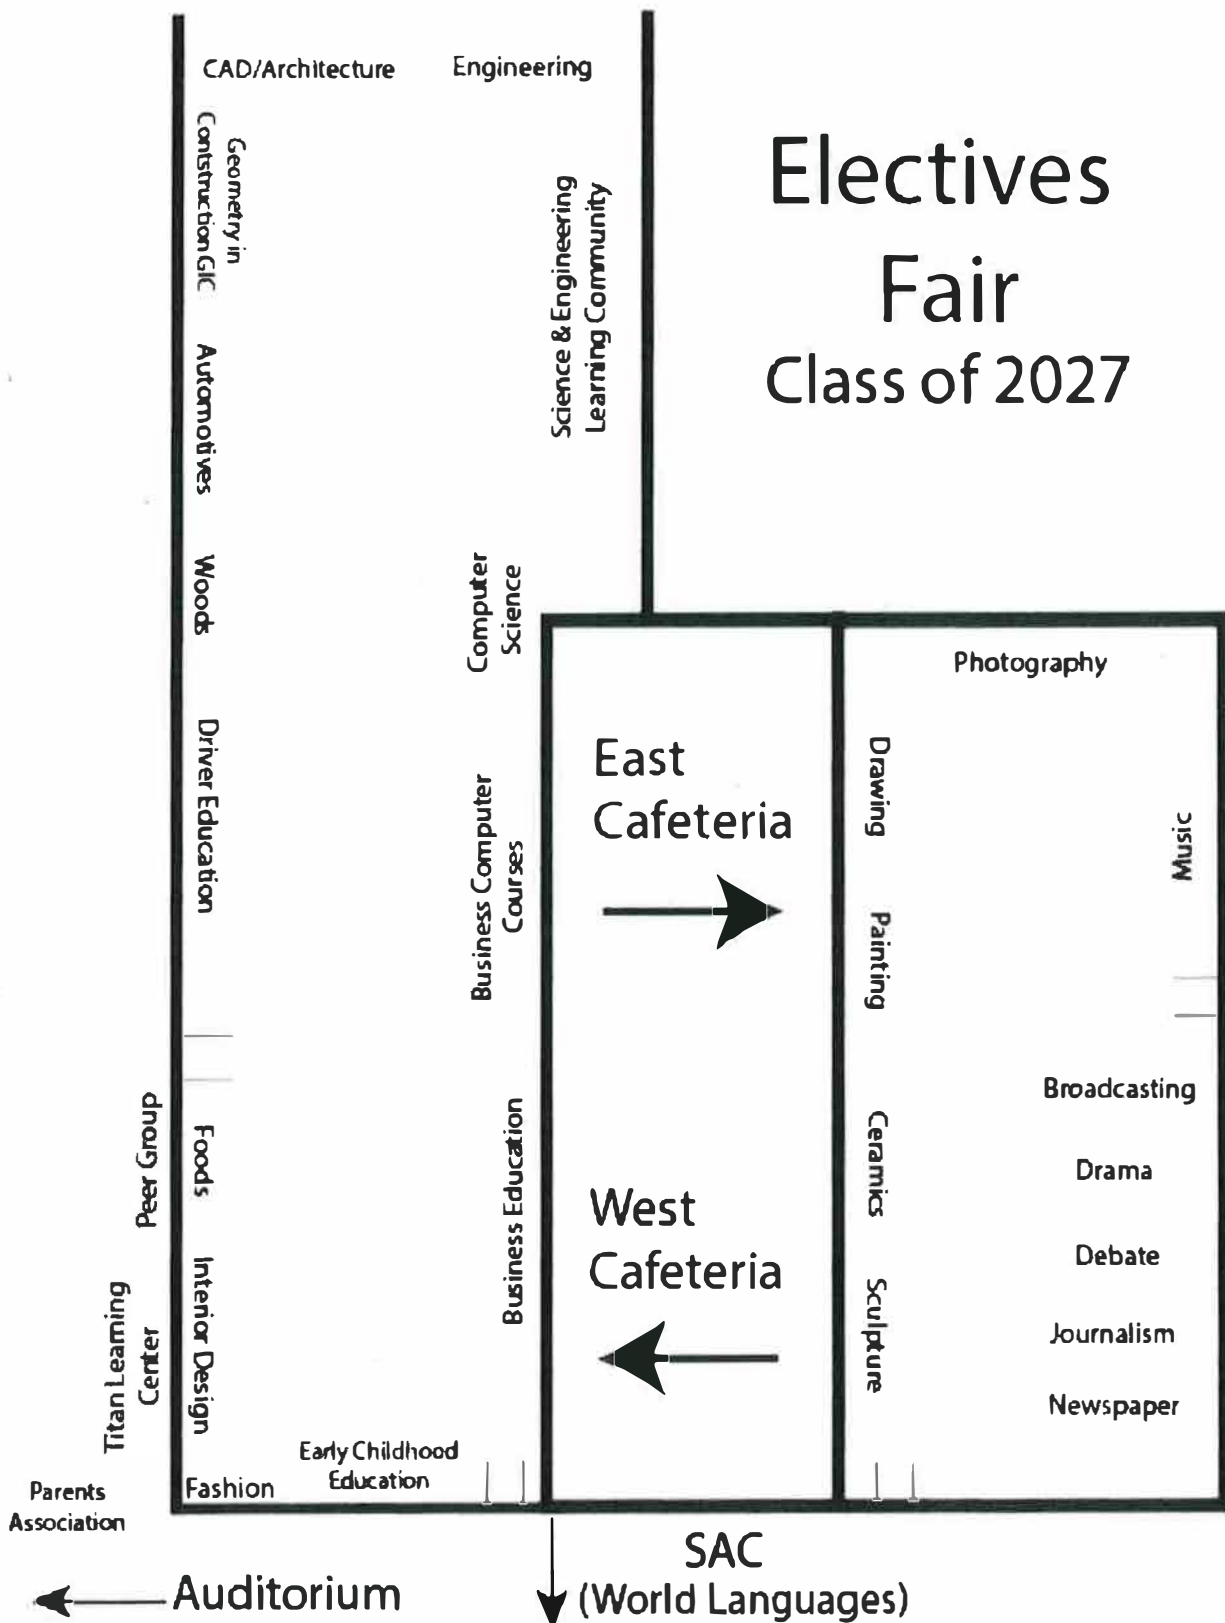 Electives
Fair
Class of 2027
CAD/Architecture
Engineering
Geometry in
Contstruction GIC
Science & Engineering
Learning Community
Automotives
Woods
Computer
Science
Driver Education
Business Computer
Courses
Peer Group
Foods
Business Education
Titan Learning
Center
Interior Design
Early Childhood
Education
Fashion
Parents
Association
East
Cafeteria
West
Cafeteria
Photography
Drawing
Music
Painting
Broadcasting
Ceramics
Drama
Debate
Sculpture
Journalism
Newspaper
SAC
(World Languages)
Auditorium